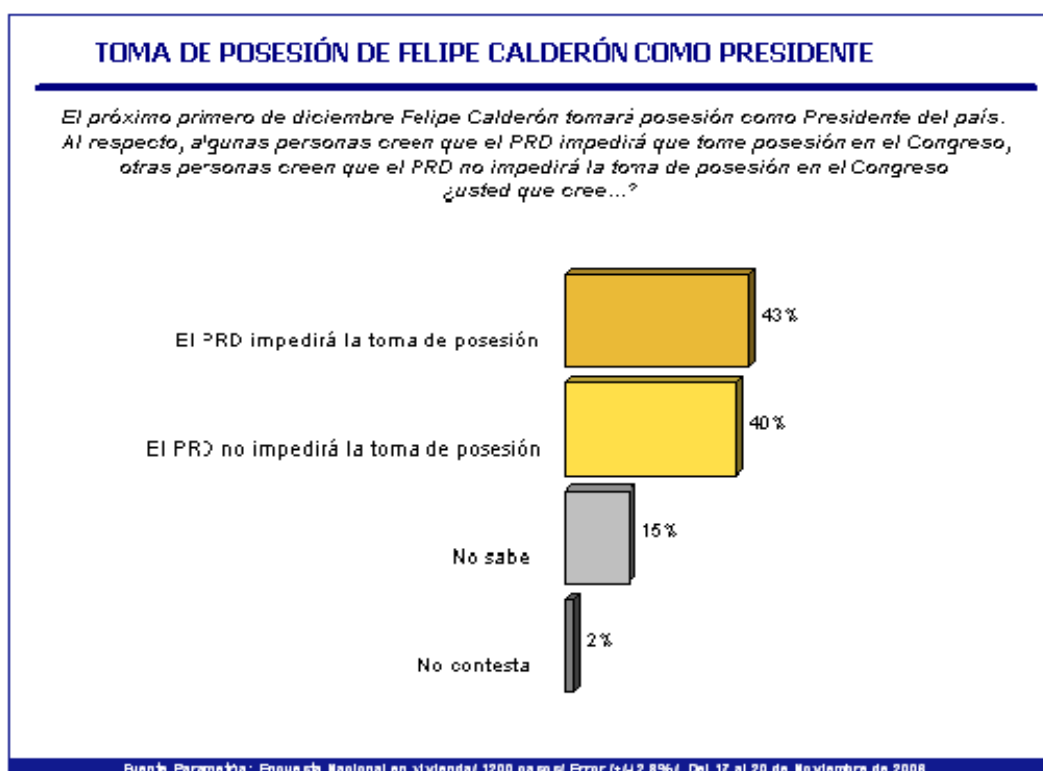 TOMA DE POSESIÓN DE FELIPE CALDERÓN COMO PRESIDENTE
El próximo primero de diciembre Felipe Calderón tomará posesión como Presidente del país.
Al respecto, algunas personas creen que el PRD impedirá que tome posesión en el Congreso,
otras personas creen que el PRD no impedirá la toma de posesión en el Congreso
¿usted que cree...?
El PRD impedirá la toma de posesión 43%
El PRD no impedirá la toma de posesión 40%
No sabe 15%
No contesta 2%
Fuente Parametría: Encuesta Nacional en vivienda/ 1200 casos/ Error (+/-) 2.8%/ Del 17 al 20 de Noviembre de